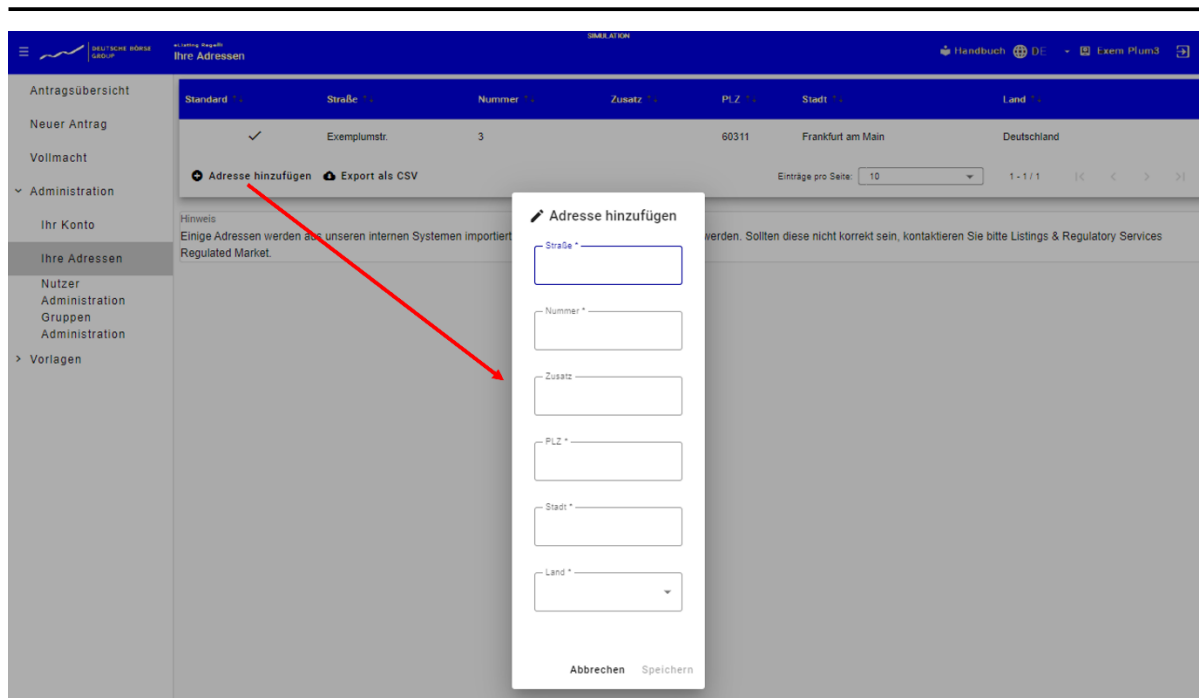 SIMULATION
DEUTSCHE BÖRSE
GROUP
eListing RegaBl
Ihre Adressen
Handbuch DE Exem Plum3
Antragsübersicht
Neuer Antrag
Vollmacht
Administration
Ihr Konto
Ihre Adressen
Nutzer
Administration
Gruppen
Administration
Vorlagen
Standard Straße Nummer Zusatz PLZ Stadt Land
Exemplumstr. 3 60311 Frankfurt am Main Deutschland
Adresse hinzufügen Export als CSV Einträge pro Seite: 10 1 - 1 / 1
Hinweis
Einige Adressen werden aus unseren internen Systemen importiert werden. Sollten diese nicht korrekt sein, kontaktieren Sie bitte Listings & Regulatory Services
Regulated Market.
Adresse hinzufügen
Straße *
Nummer *
Zusatz
PLZ *
Stadt *
Land *
Abbrechen Speichern